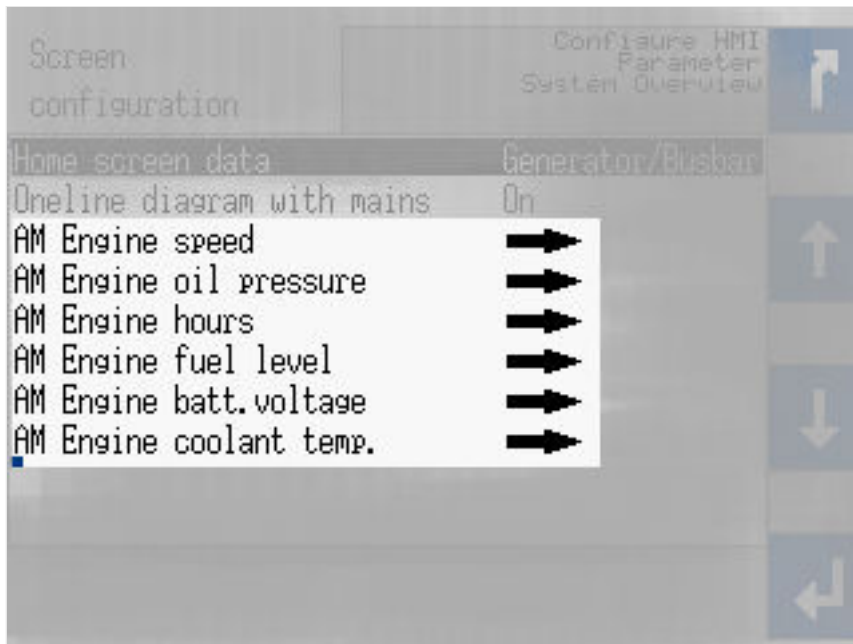 Screen
configuration
Configure HMI
Parameter
System Overview
Home screen data Generator/Busbar
Oneline diagram with mains On
AM Engine speed
AM Engine oil pressure
AM Engine hours
AM Engine fuel level
AM Engine batt.voltage
AM Engine coolant temp.